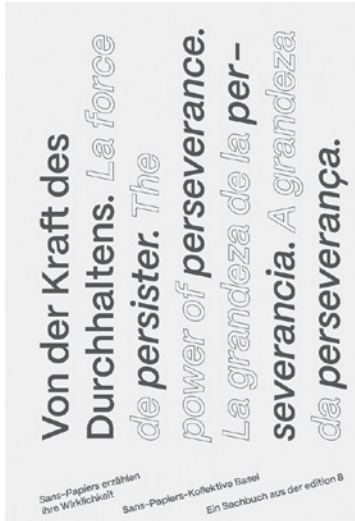 Von der Kraft des
Durchhaltens. La force
de persister. The
power of perseverance.
La grandeza de la per-
severancia. A grandeza
da perseverança.
Sans-Papiers erzählen
ihre Wirklichkeit
Sans-Papiers-Kollektive Basel
Ein Sachbuch aus der edition 8